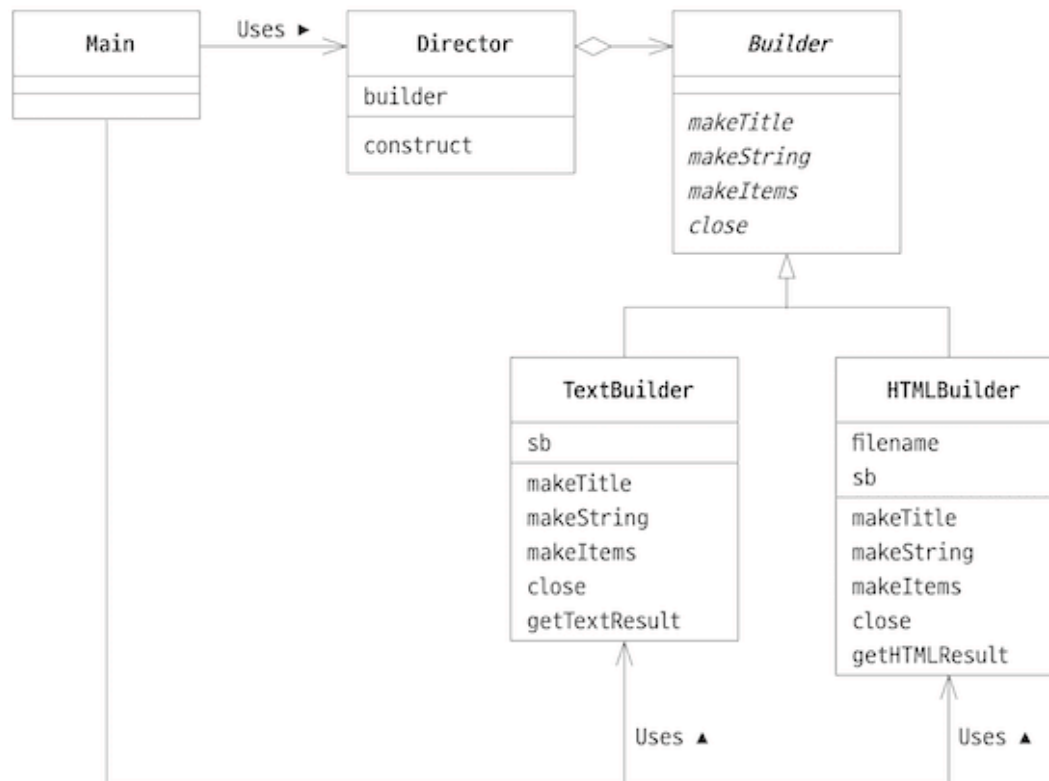 Main
Uses ▶
Director
builder
construct
Builder
makeTitle
makeString
makeItems
close
TextBuilder
sb
makeTitle
makeString
makeItems
close
getTextResult
HTMLBuilder
filename
sb
makeTitle
makeString
makeItems
close
getHTMLResult
Uses ▲
Uses ▲